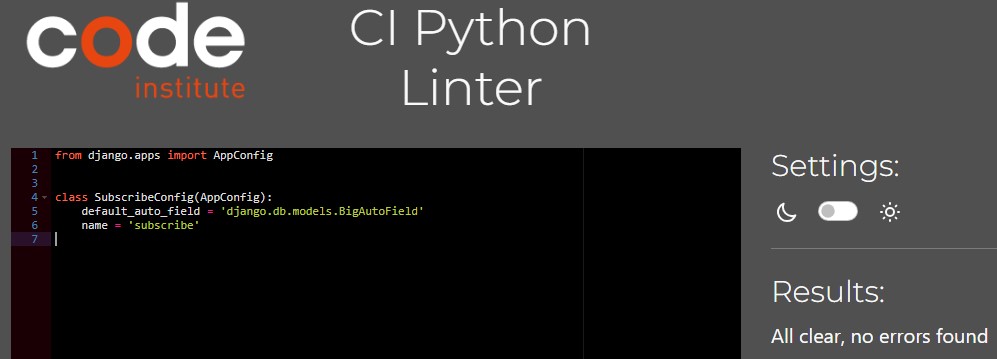 code
institute
CI Python
Linter
1 from django.apps import AppConfig
2
3
4 class SubscribeConfig(AppConfig):
5     default_auto_field = 'django.db.models.BigAutoField'
6     name = 'subscribe'
7
Settings:
Results:
All clear, no errors found